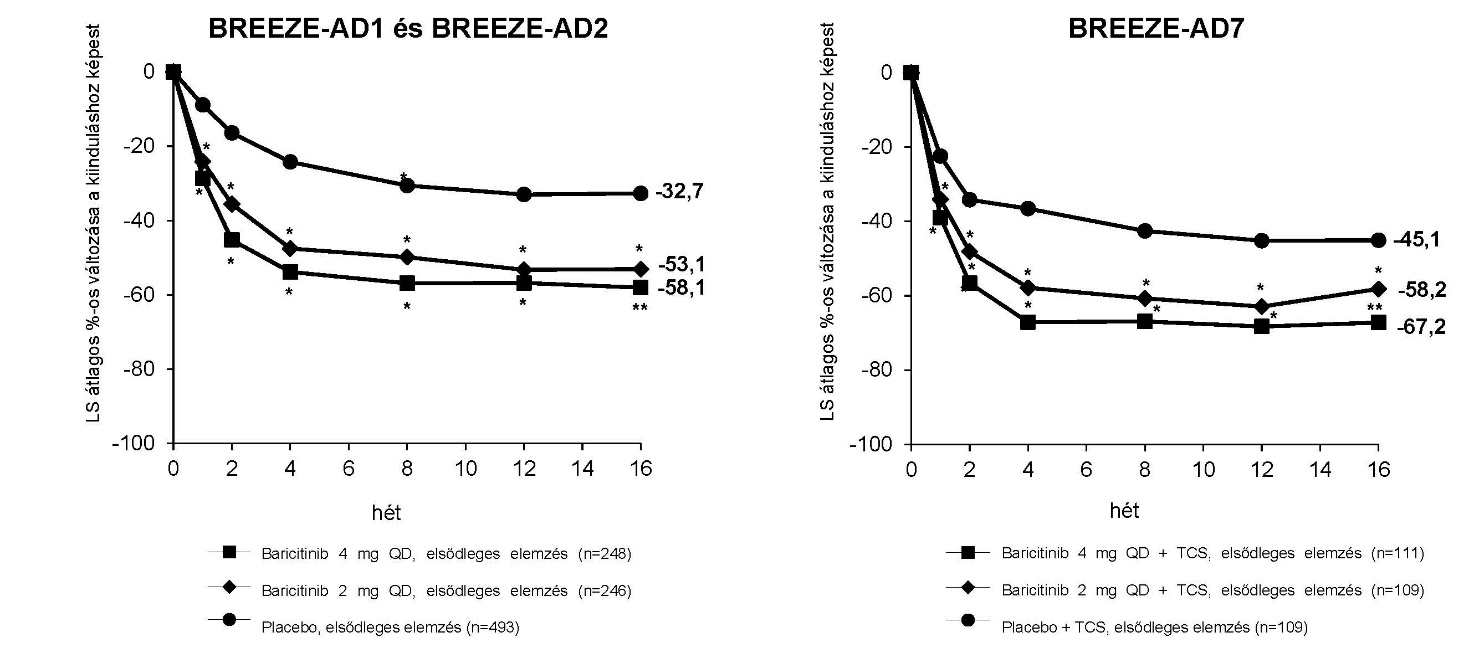 BREEZE-AD1 és BREEZE-AD2
LS átlagos %-os változása a kiinduláshoz képest
0
-20
-40
-60
-80
-100
0 2 4 6 8 10 12 14 16
hét
* * * * * * *
* * * * * **
-32,7
-53,1
-58,1
Baricitinib 4 mg QD, elsődleges elemzés (n=248)
Baricitinib 2 mg QD, elsődleges elemzés (n=246)
Placebo, elsődleges elemzés (n=493)
BREEZE-AD7
LS átlagos %-os változása a kiinduláshoz képest
0
-20
-40
-60
-80
-100
0 2 4 6 8 10 12 14 16
hét
* * * * * *
* * * * * * **
-45,1
-58,2
-67,2
Baricitinib 4 mg QD + TCS, elsődleges elemzés (n=111)
Baricitinib 2 mg QD + TCS, elsődleges elemzés (n=109)
Placebo + TCS, elsődleges elemzés (n=109)